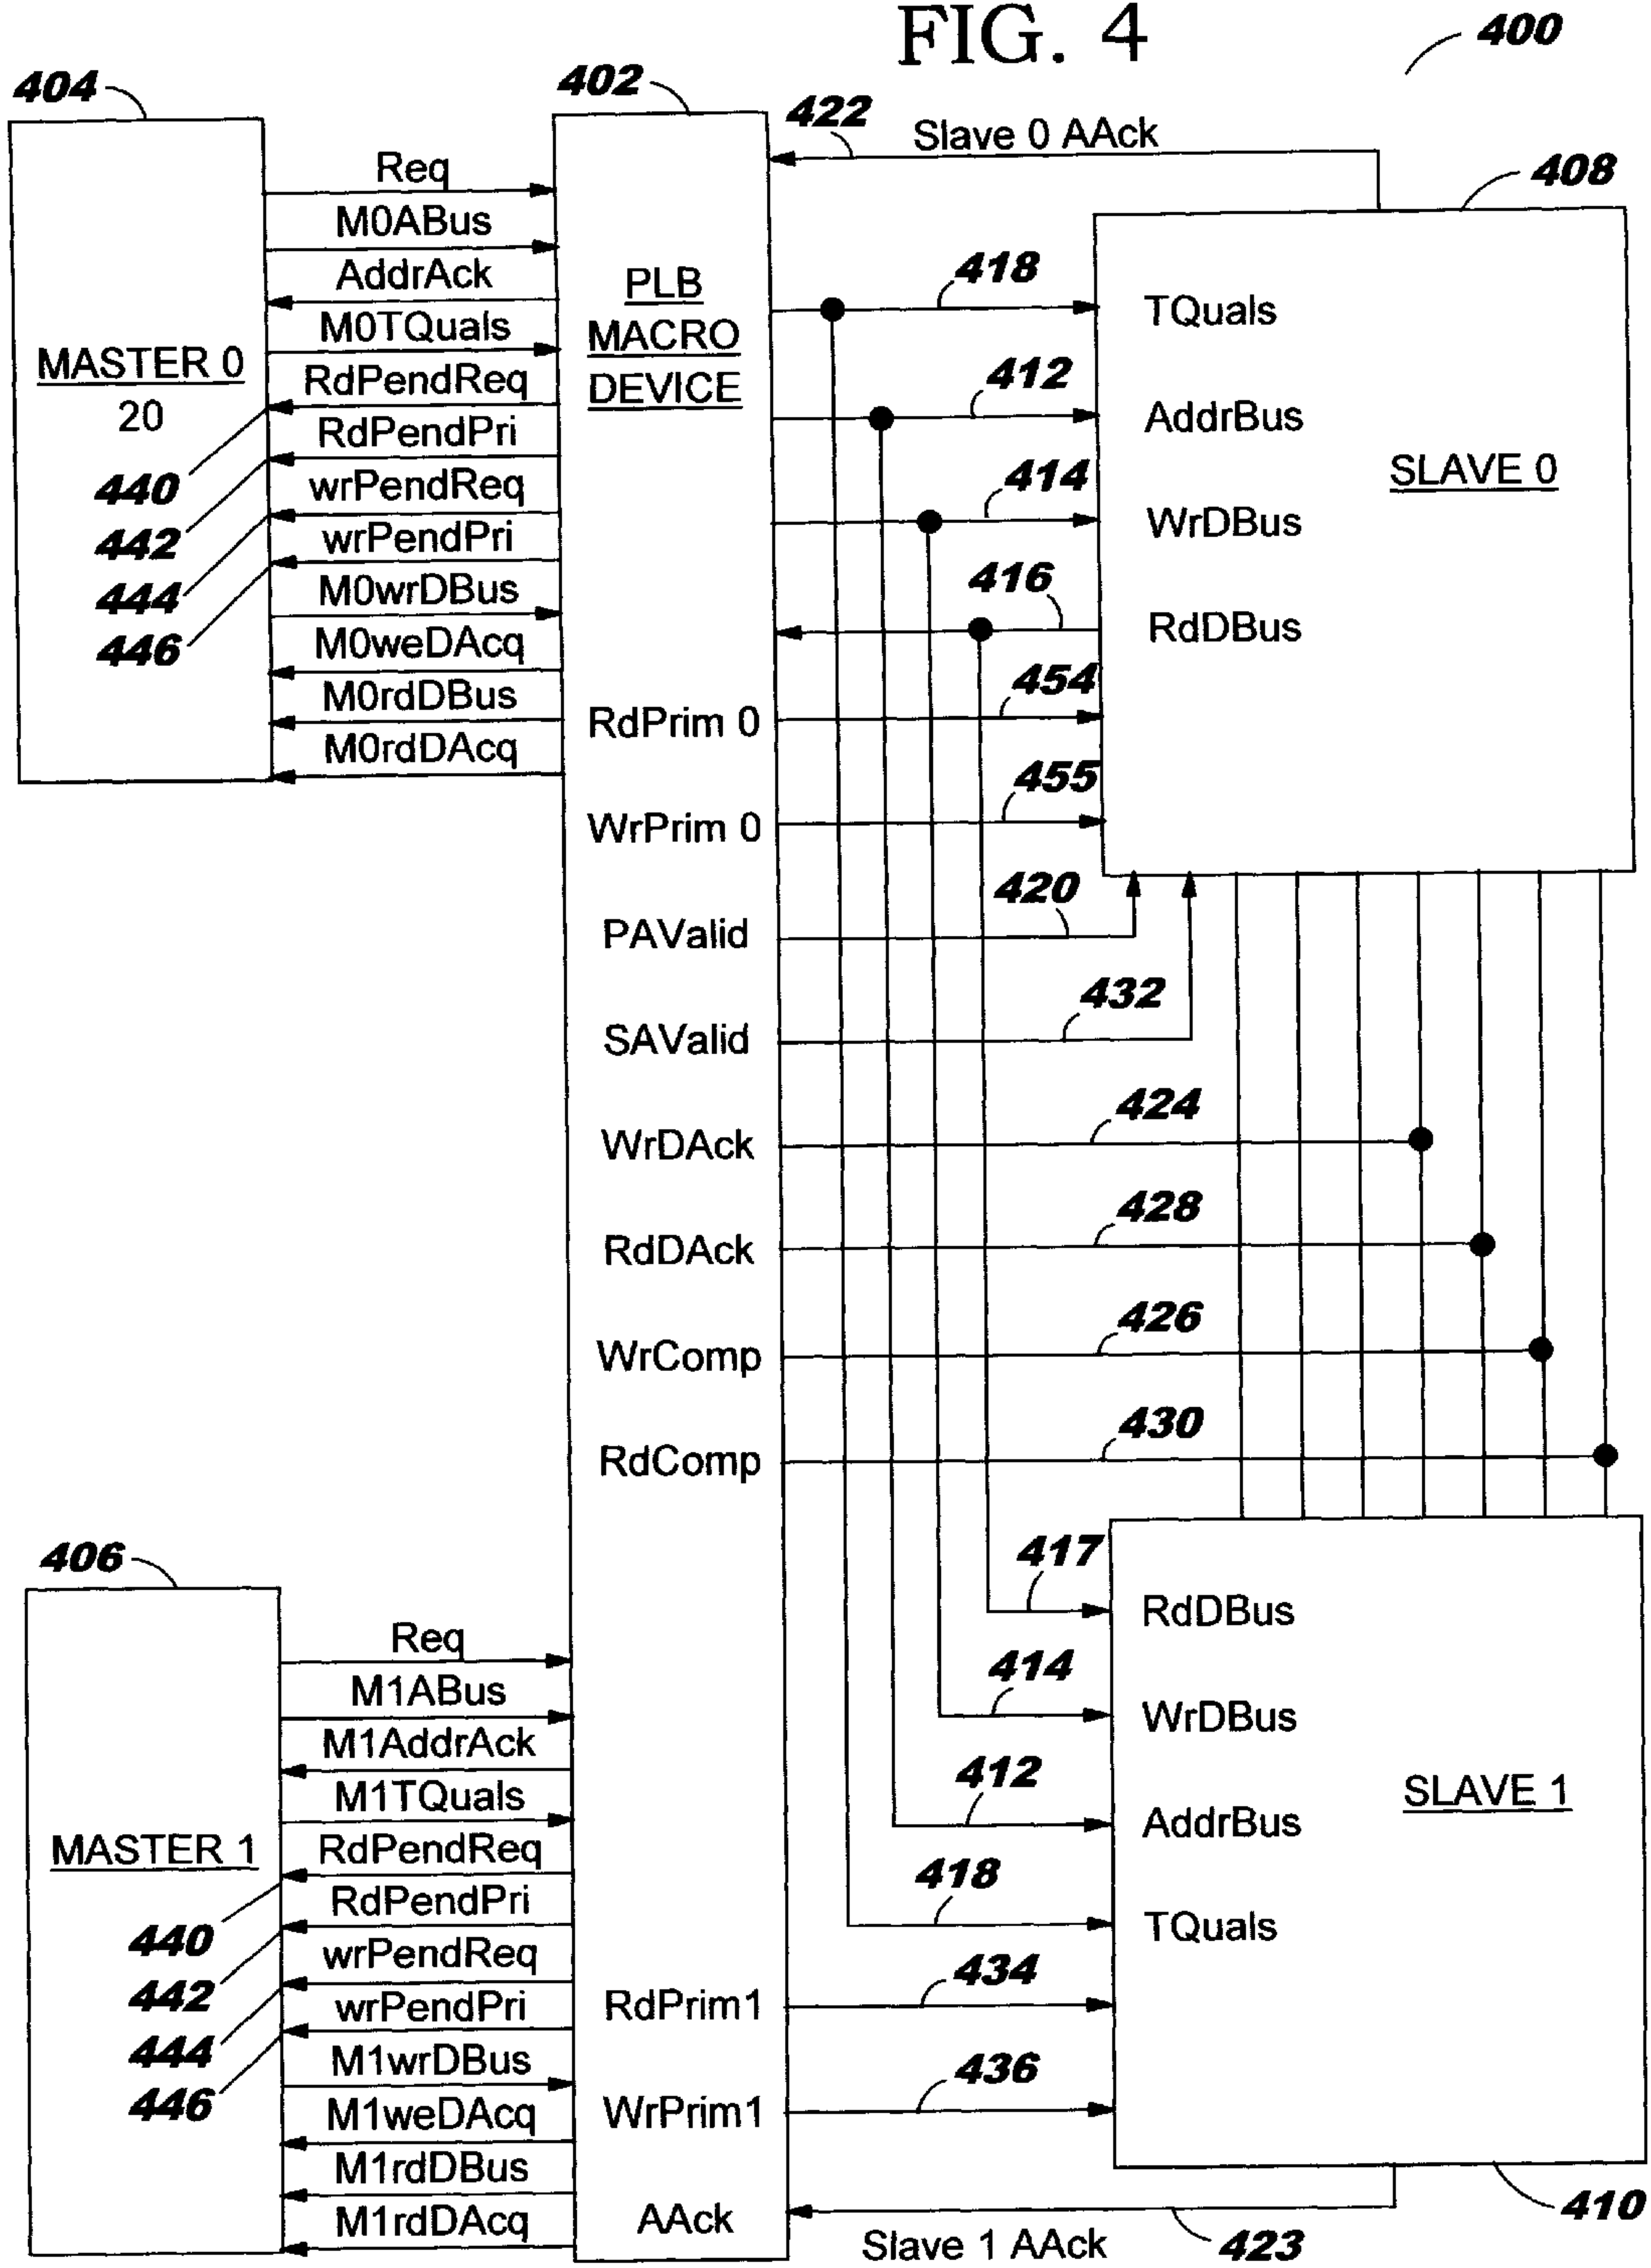 FIG. 4
400
404
402
422
Slave 0 AAck
408
Req
M0ABus
AddrAck
M0TQuals
RdPendReq
RdPendPri
wrPendReq
wrPendPri
M0wrDBus
M0weDAcq
M0rdDBus
M0rdDAcq
MASTER 0
20
440
442
444
446
PLB
MACRO
DEVICE
418
TQuals
412
AddrBus
SLAVE 0
414
WrDBus
416
RdDBus
RdPrim 0
454
WrPrim 0
455
PAValid
420
SAValid
432
WrDAck
424
RdDAck
428
WrComp
426
RdComp
430
406
Req
M1ABus
M1AddrAck
M1TQuals
RdPendReq
RdPendPri
wrPendReq
wrPendPri
M1wrDBus
M1weDAcq
M1rdDBus
M1rdDAcq
MASTER 1
440
442
444
446
417
RdDBus
414
WrDBus
SLAVE 1
412
AddrBus
418
TQuals
RdPrim1
434
WrPrim1
436
AAck
Slave 1 AAck
423
410